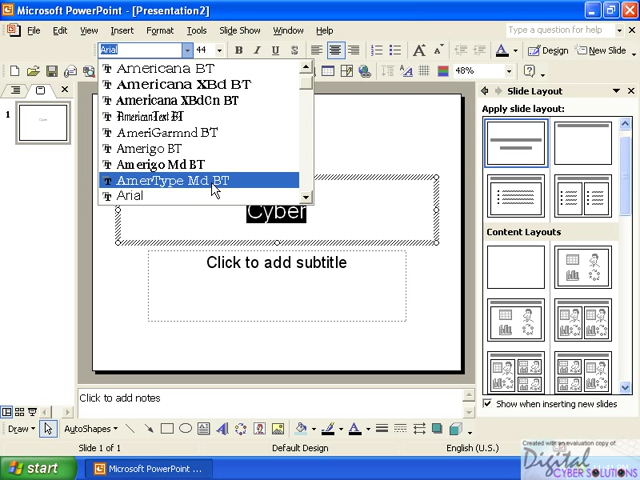 Microsoft PowerPoint - [Presentation2]
File Edit View Insert Format Tools Slide Show Window Help Type a question for help
Arial 44 B I U S A A A Design New Slide
48%
Americana BT
Americana XBd BT
Americana XBdCn BT
AmeriGarmnd BT
Amerigo BT
Amerigo Md BT
AmerType Md BT
Arial
1
Cyber
Click to add subtitle
Click to add notes
Slide Layout
Apply slide layout:
Content Layouts
Show when inserting new slides
Draw AutoShapes
Slide 1 of 1 Default Design English (U.S.)
start Microsoft PowerPoint ...
Created with an evaluation copy of
Digital
CYBER SOLUTIONS